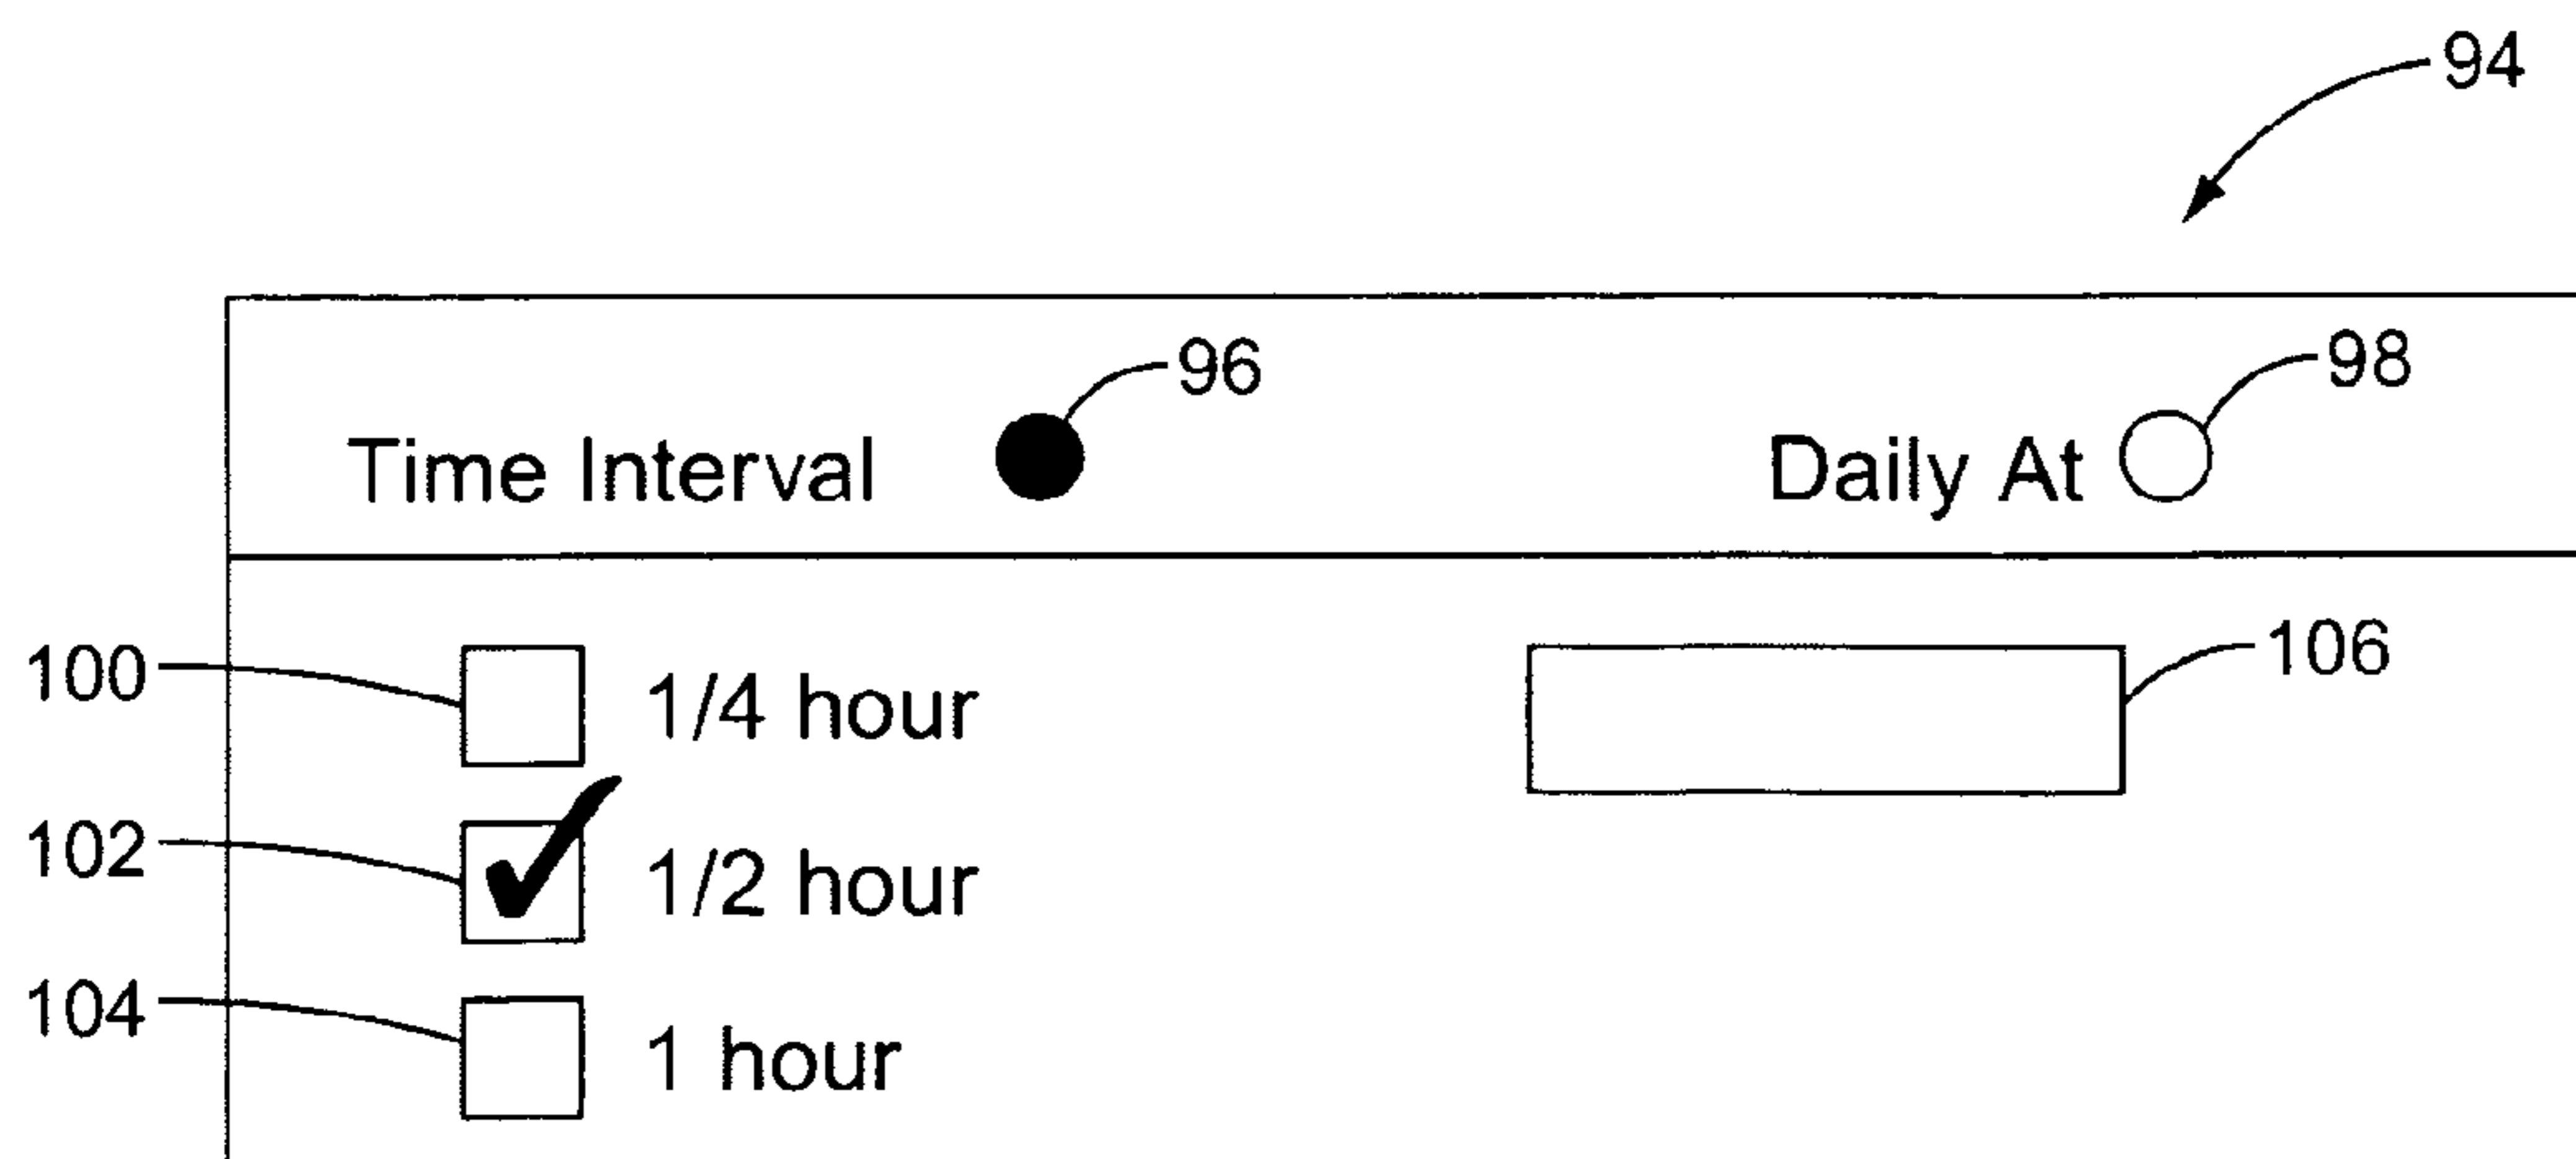 94
96
98
Time Interval
Daily At
100
1/4 hour
106
102
1/2 hour
104
1 hour